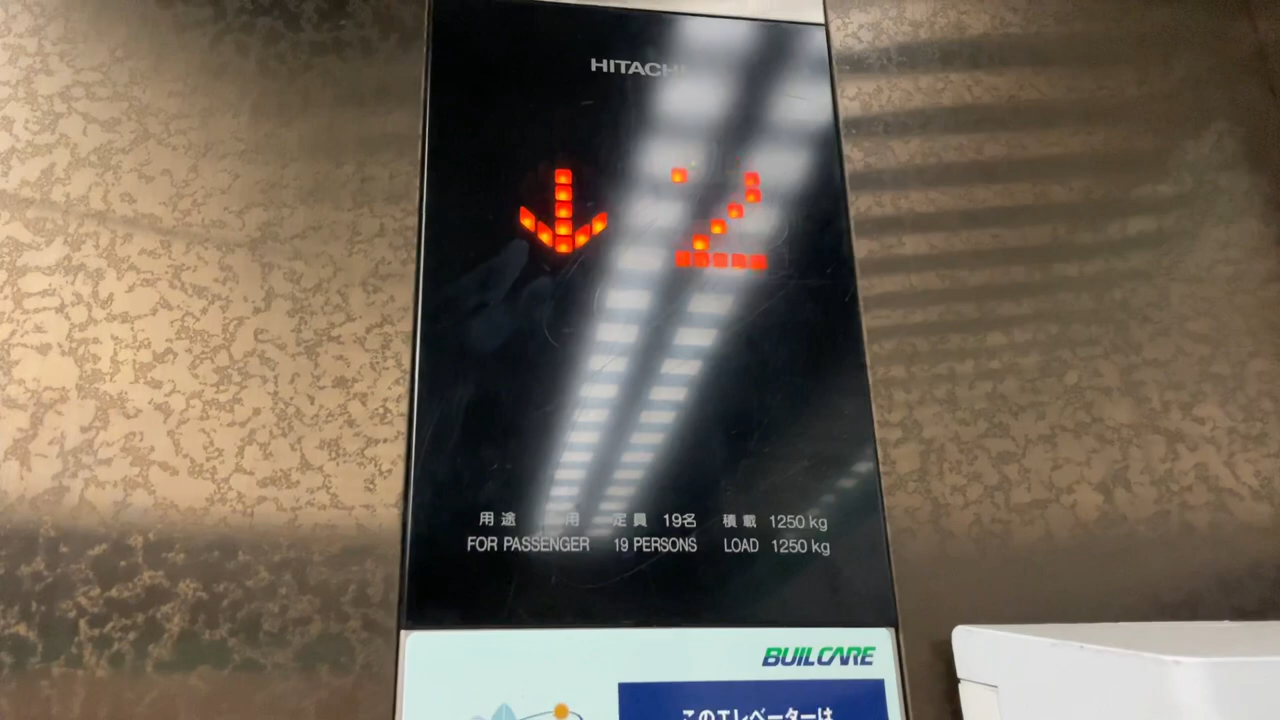 HITACHI
↓ 2
用途 用 定員 19名 積載 1250 kg
FOR PASSENGER 19 PERSONS LOAD 1250 kg
BUILCARE
このエレベーターは